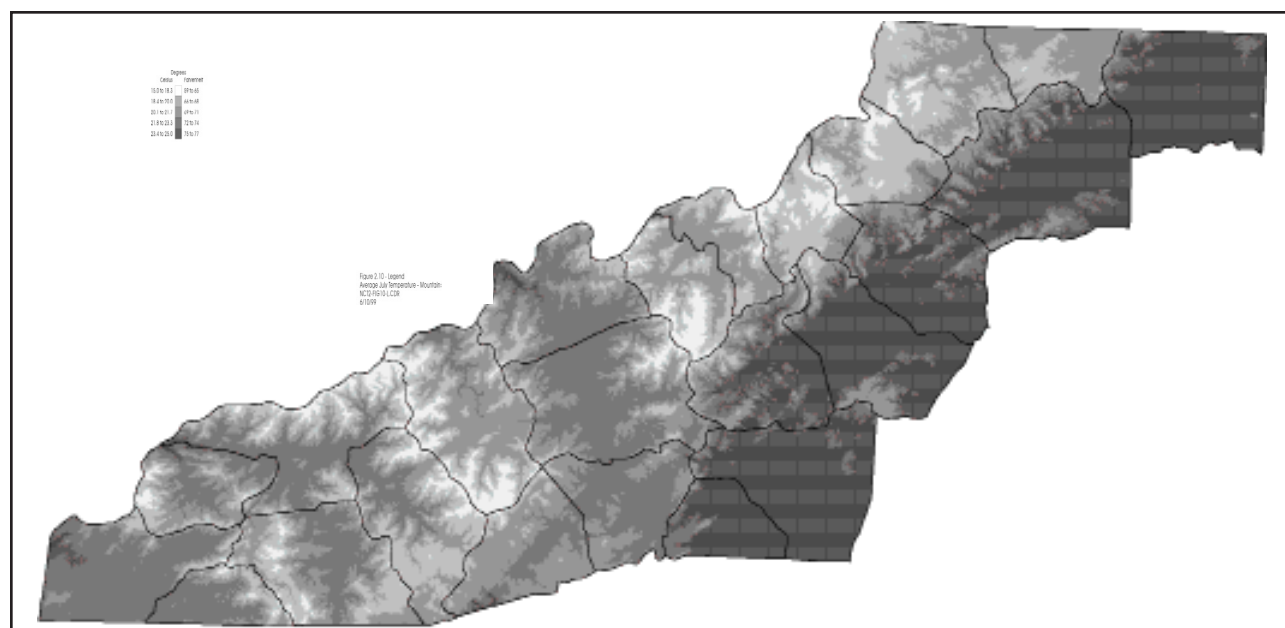 Degrees
Celsius Fahrenheit
15.0 to 18.3 59 to 65
18.4 to 20.0 66 to 68
20.1 to 21.7 69 to 71
21.8 to 23.3 72 to 74
23.4 to 25.0 75 to 77
Figure 2.10 - Legend
Average July Temperature - Mountain
NC12-FIG10-L.CDR
6/10/99